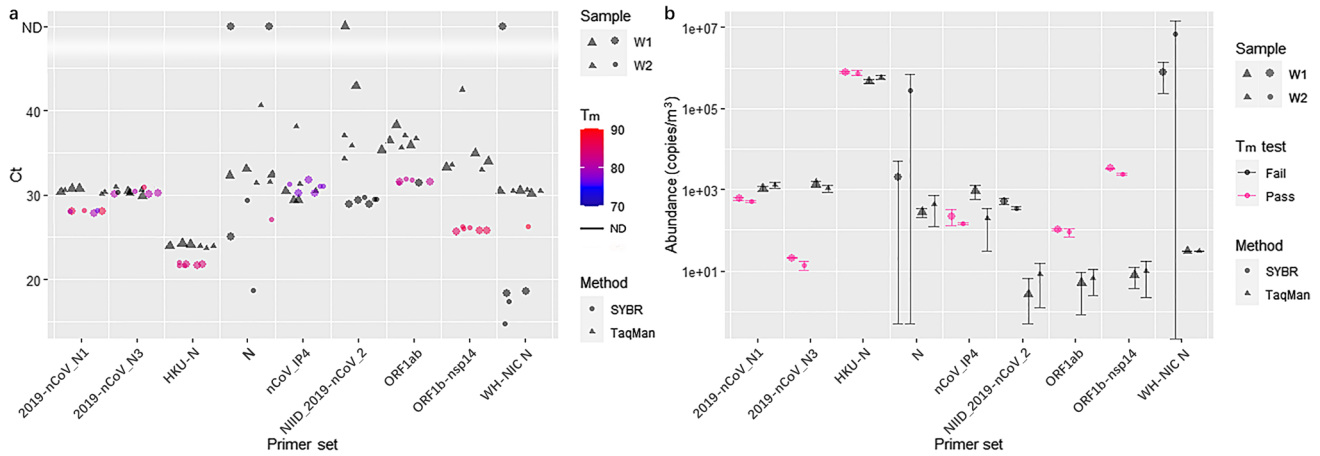 a
ND
40
30
20
Ct
2019-nCoV_N1
2019-nCoV_N3
HKU-N
N
nCoV_IP4
NIID_2019-nCoV_2
ORF1ab
ORF1b-nsp14
WH-NIC N
Primer set
Sample
W1
W2
Tm
90
80
70
ND
Method
SYBR
TaqMan
b
1e+07
1e+05
1e+03
1e+01
Abundance (copies/m³)
2019-nCoV_N1
2019-nCoV_N3
HKU-N
N
nCoV_IP4
NIID_2019-nCoV_2
ORF1ab
ORF1b-nsp14
WH-NIC N
Primer set
Sample
W1
W2
Tm test
Fail
Pass
Method
SYBR
TaqMan